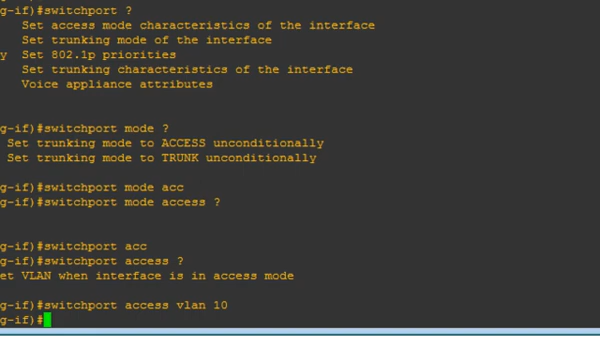 g-if)#switchport ?
Set access mode characteristics of the interface
Set trunking mode of the interface
y Set 802.1p priorities
Set trunking characteristics of the interface
Voice appliance attributes
g-if)#switchport mode ?
Set trunking mode to ACCESS unconditionally
Set trunking mode to TRUNK unconditionally
g-if)#switchport mode acc
g-if)#switchport mode access ?
g-if)#switchport acc
g-if)#switchport access ?
et VLAN when interface is in access mode
g-if)#switchport access vlan 10
g-if)#